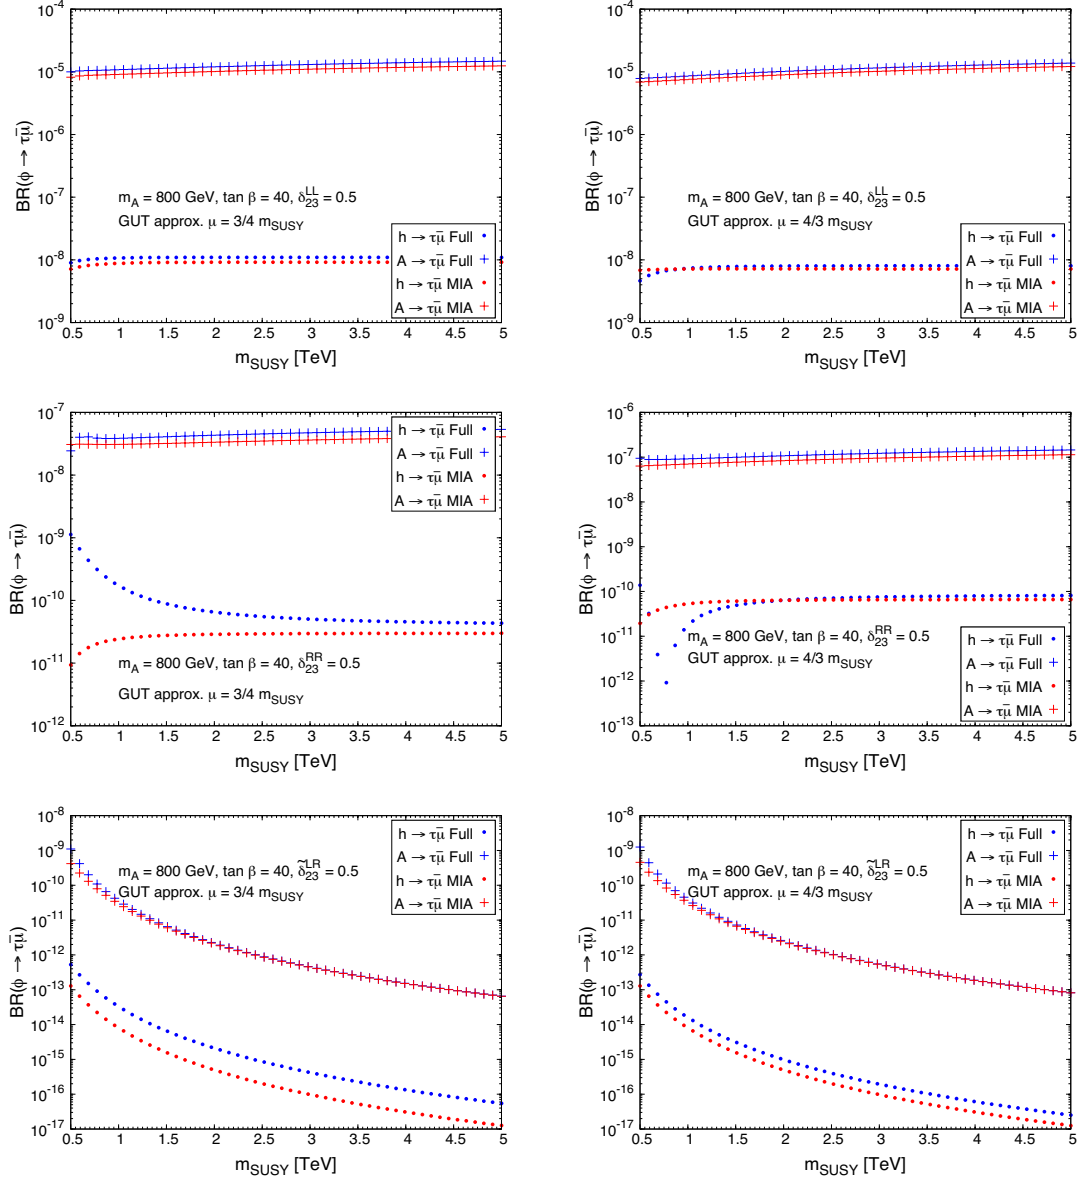 10^-4
10^-5
10^-6
10^-7
10^-8
10^-9
BR(ϕ → τμ̄)
m_A = 800 GeV, tan β = 40, δ_23^LL = 0.5
GUT approx. μ = 3/4 m_SUSY
h → τμ̄ Full
A → τμ̄ Full
h → τμ̄ MIA
A → τμ̄ MIA
0.5 1 1.5 2 2.5 3 3.5 4 4.5 5
m_SUSY [TeV]
10^-4
10^-5
10^-6
10^-7
10^-8
10^-9
BR(ϕ → τμ̄)
m_A = 800 GeV, tan β = 40, δ_23^LL = 0.5
GUT approx. μ = 4/3 m_SUSY
h → τμ̄ Full
A → τμ̄ Full
h → τμ̄ MIA
A → τμ̄ MIA
0.5 1 1.5 2 2.5 3 3.5 4 4.5 5
m_SUSY [TeV]
10^-7
10^-8
10^-9
10^-10
10^-11
10^-12
BR(ϕ → τμ̄)
h → τμ̄ Full
A → τμ̄ Full
h → τμ̄ MIA
A → τμ̄ MIA
m_A = 800 GeV, tan β = 40, δ_23^RR = 0.5
GUT approx. μ = 3/4 m_SUSY
0.5 1 1.5 2 2.5 3 3.5 4 4.5 5
m_SUSY [TeV]
10^-6
10^-7
10^-8
10^-9
10^-10
10^-11
10^-12
10^-13
BR(ϕ → τμ̄)
m_A = 800 GeV, tan β = 40, δ_23^RR = 0.5
GUT approx. μ = 4/3 m_SUSY
h → τμ̄ Full
A → τμ̄ Full
h → τμ̄ MIA
A → τμ̄ MIA
0.5 1 1.5 2 2.5 3 3.5 4 4.5 5
m_SUSY [TeV]
10^-8
10^-9
10^-10
10^-11
10^-12
10^-13
10^-14
10^-15
10^-16
10^-17
BR(ϕ → τμ̄)
h → τμ̄ Full
A → τμ̄ Full
h → τμ̄ MIA
A → τμ̄ MIA
m_A = 800 GeV, tan β = 40, δ̃_23^LR = 0.5
GUT approx. μ = 3/4 m_SUSY
0.5 1 1.5 2 2.5 3 3.5 4 4.5 5
m_SUSY [TeV]
10^-8
10^-9
10^-10
10^-11
10^-12
10^-13
10^-14
10^-15
10^-16
10^-17
BR(ϕ → τμ̄)
h → τμ̄ Full
A → τμ̄ Full
h → τμ̄ MIA
A → τμ̄ MIA
m_A = 800 GeV, tan β = 40, δ̃_23^LR = 0.5
GUT approx. μ = 4/3 m_SUSY
0.5 1 1.5 2 2.5 3 3.5 4 4.5 5
m_SUSY [TeV]